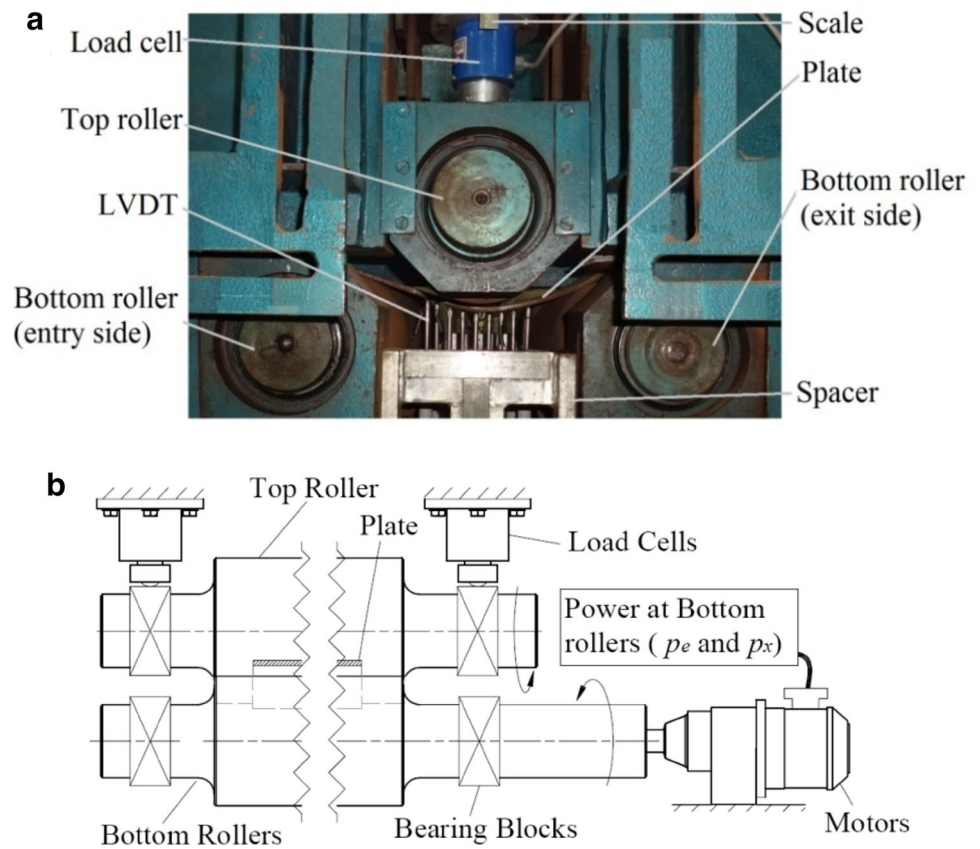 a
Load cell
Scale
Plate
Top roller
LVDT
Bottom roller
(exit side)
Bottom roller
(entry side)
Spacer
b
Top Roller
Plate
Load Cells
Power at Bottom
rollers ( pe and px)
Bottom Rollers
Bearing Blocks
Motors